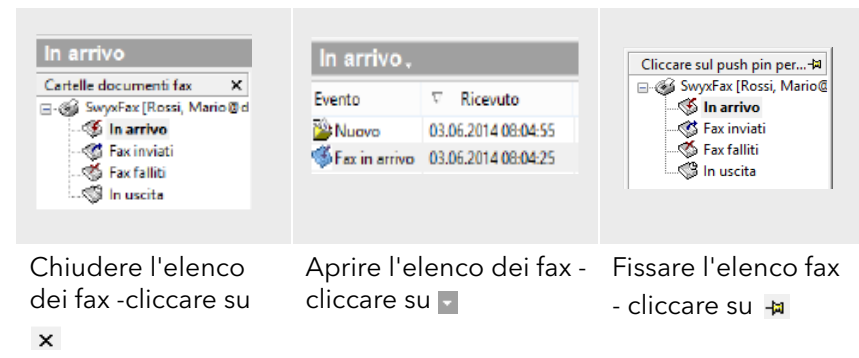 In arrivo
Cartelle documenti fax
SwyxFax [Rossi, Mario@d
In arrivo
Fax inviati
Fax falliti
In uscita
Chiudere l'elenco
dei fax -cliccare su
In arrivo
Evento Ricevuto
Nuovo 03.06.2014 08:04:55
Fax in arrivo 03.06.2014 08:04:25
Aprire l'elenco dei fax -
cliccare su
Cliccare sul push pin per...
SwyxFax [Rossi, Mario@
In arrivo
Fax inviati
Fax falliti
In uscita
Fissare l'elenco fax
- cliccare su